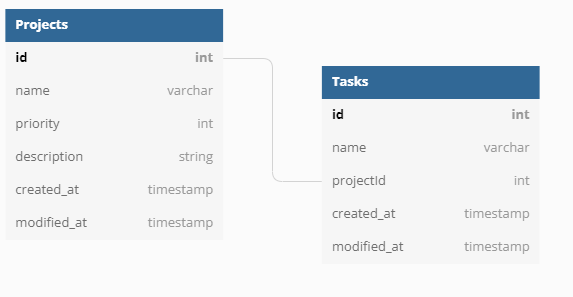 Projects
id int
name varchar
priority int
description string
created_at timestamp
modified_at timestamp
Tasks
id int
name varchar
projectId int
created_at timestamp
modified_at timestamp